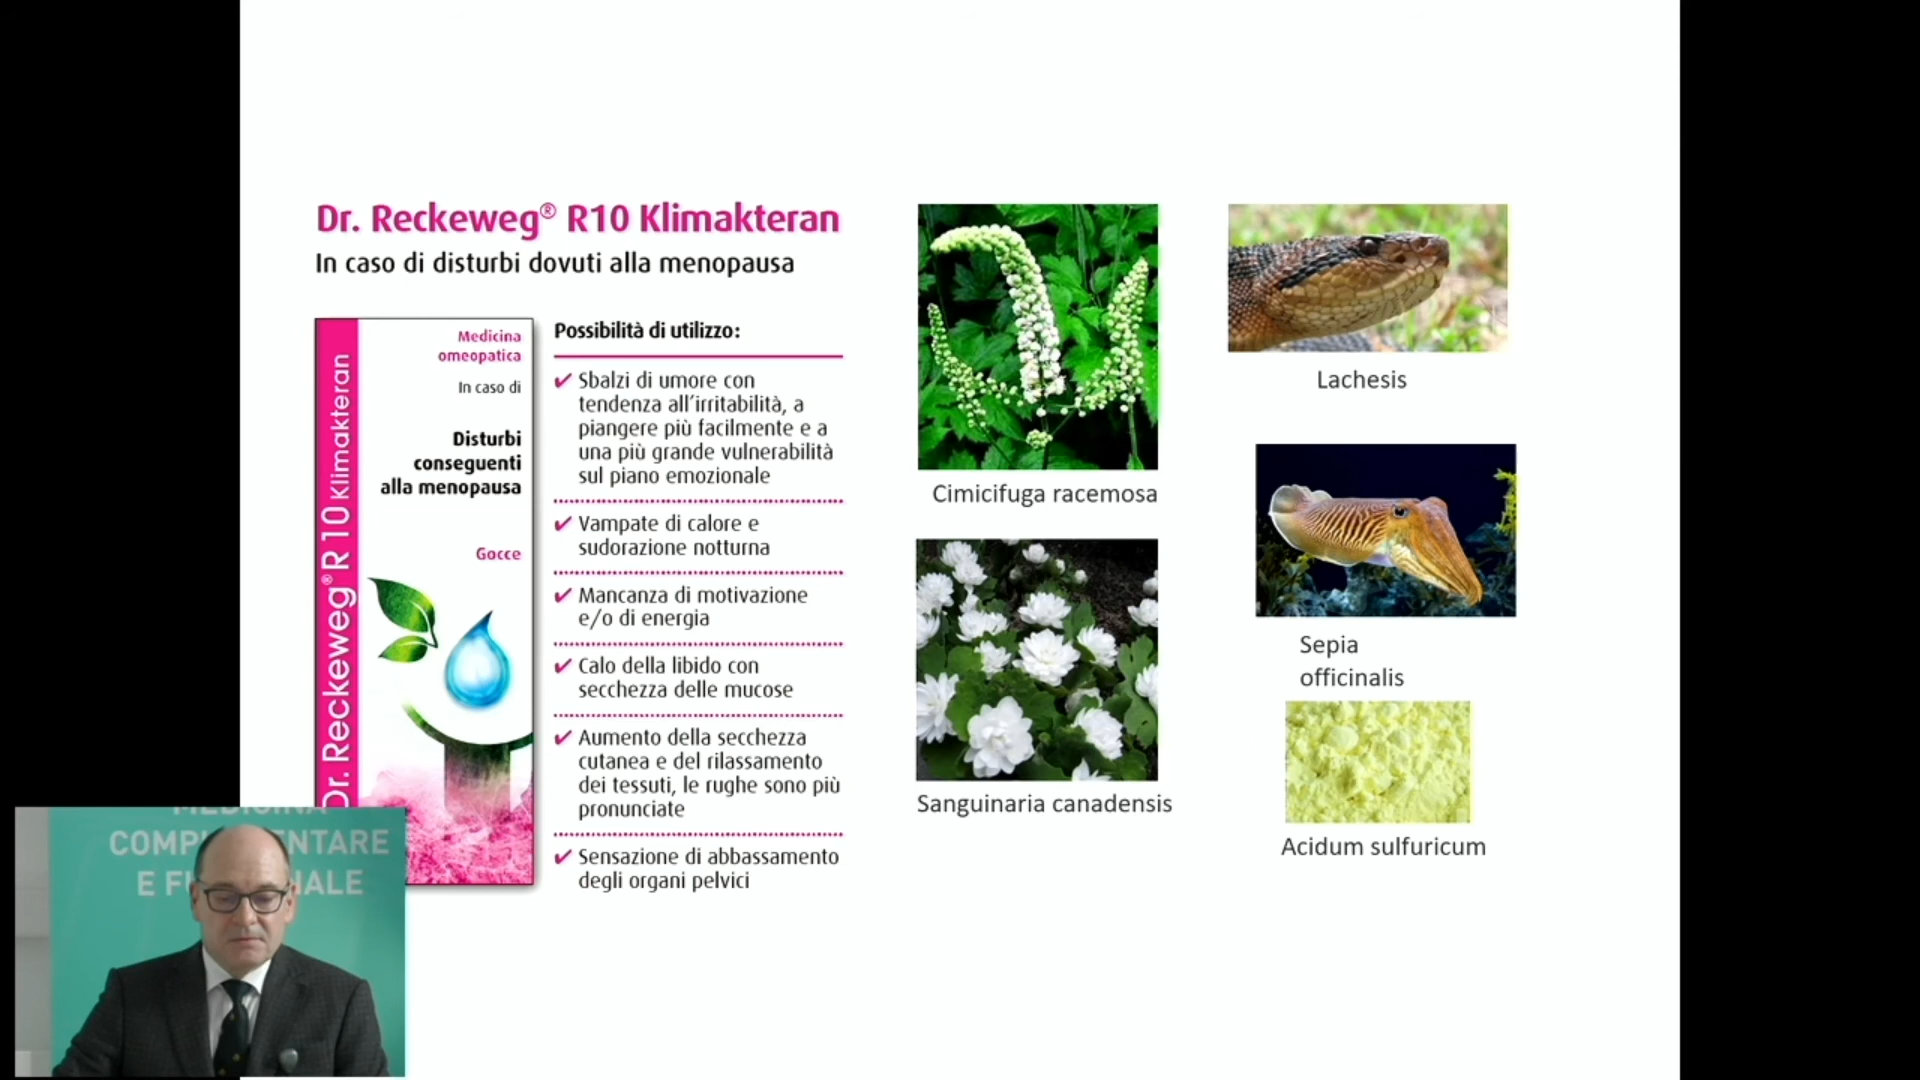 Dr. Reckeweg® R10 Klimakteran
In caso di disturbi dovuti alla menopausa
Dr. Reckeweg® R 10 Klimakteran
Medicina
omeopatica
In caso di
Disturbi
conseguenti
alla menopausa
Gocce
Possibilità di utilizzo:
✔ Sbalzi di umore con
tendenza all'irritabilità, a
piangere più facilmente e a
una più grande vulnerabilità
sul piano emozionale
✔ Vampate di calore e
sudorazione notturna
✔ Mancanza di motivazione
e/o di energia
✔ Calo della libido con
secchezza delle mucose
✔ Aumento della secchezza
cutanea e del rilassamento
dei tessuti, le rughe sono più
pronunciate
✔ Sensazione di abbassamento
degli organi pelvici
Cimicifuga racemosa
Sanguinaria canadensis
Lachesis
Sepia
officinalis
Acidum sulfuricum
E